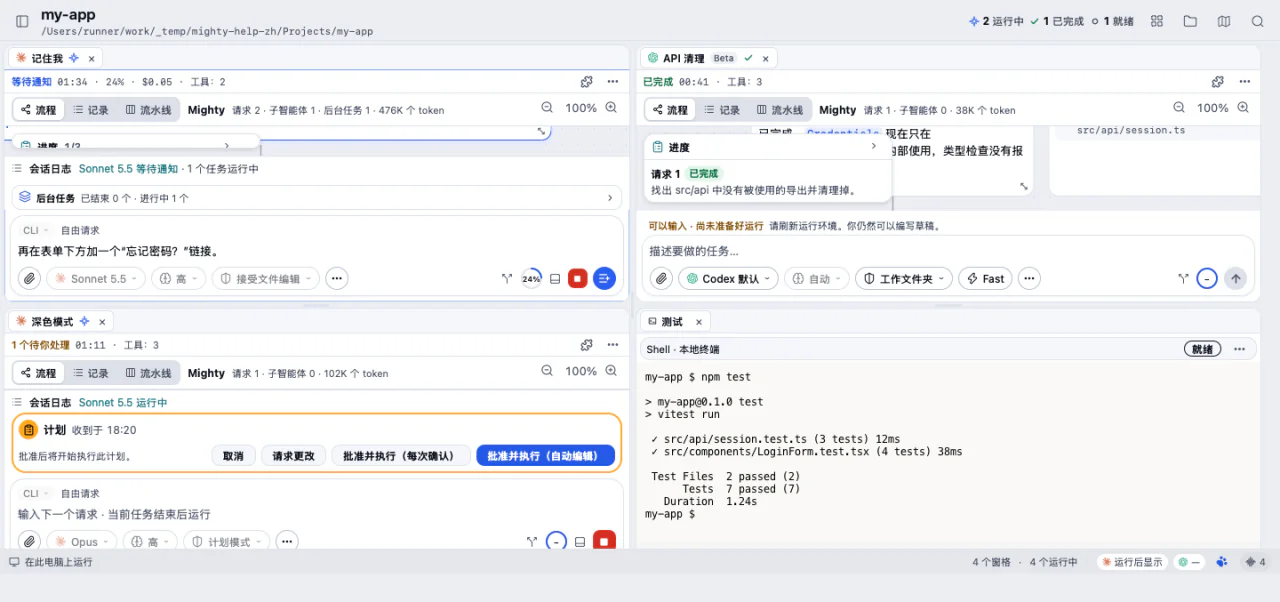 my-app
/Users/runner/work/_temp/mighty-help-zh/Projects/my-app
2 运行中 1 已完成 1 就绪
记住我
等待通知 01:34 · 24% · $0.05 · 工具: 2
流程 记录 流水线 Mighty 请求 2 · 子智能体 1 · 后台任务 1 · 476K 个 token 100%
进度 1/3
会话日志 Sonnet 5.5 等待通知 · 1 个任务运行中
后台任务 已结束 0 个 · 进行中 1 个
CLI 自由请求
再在表单下方加一个“忘记密码？”链接。
Sonnet 5.5 高 接受文件编辑 24%
API 清理 Beta
已完成 00:41 · 工具: 3
流程 记录 流水线 Mighty 请求 1 · 子智能体 0 · 38K 个 token 100%
已完成，Credentials 现在只在
内部使用，类型检查没有报
src/api/session.ts
进度
请求 1 已完成
找出 src/api 中没有被使用的导出并清理掉。
可以输入 · 尚未准备好运行 请刷新运行环境。你仍然可以编写草稿。
描述要做的任务…
Codex 默认 自动 工作文件夹 Fast
深色模式
1 个待你处理 01:11 · 工具: 3
流程 记录 流水线 Mighty 请求 1 · 子智能体 0 · 102K 个 token 100%
会话日志 Sonnet 5.5 运行中
计划 收到于 18:20
批准后将开始执行此计划。 取消 请求更改 批准并执行（每次确认） 批准并执行（自动编辑）
CLI 自由请求
输入下一个请求 · 当前任务结束后运行
Opus 高 计划模式
测试
Shell · 本地终端 就绪
my-app $ npm test
> my-app@0.1.0 test
> vitest run
✓ src/api/session.test.ts (3 tests) 12ms
✓ src/components/LoginForm.test.tsx (4 tests) 38ms
Test Files 2 passed (2)
Tests 7 passed (7)
Duration 1.24s
my-app $
在此电脑上运行 4 个窗格 · 4 个运行中 运行后显示 — 4